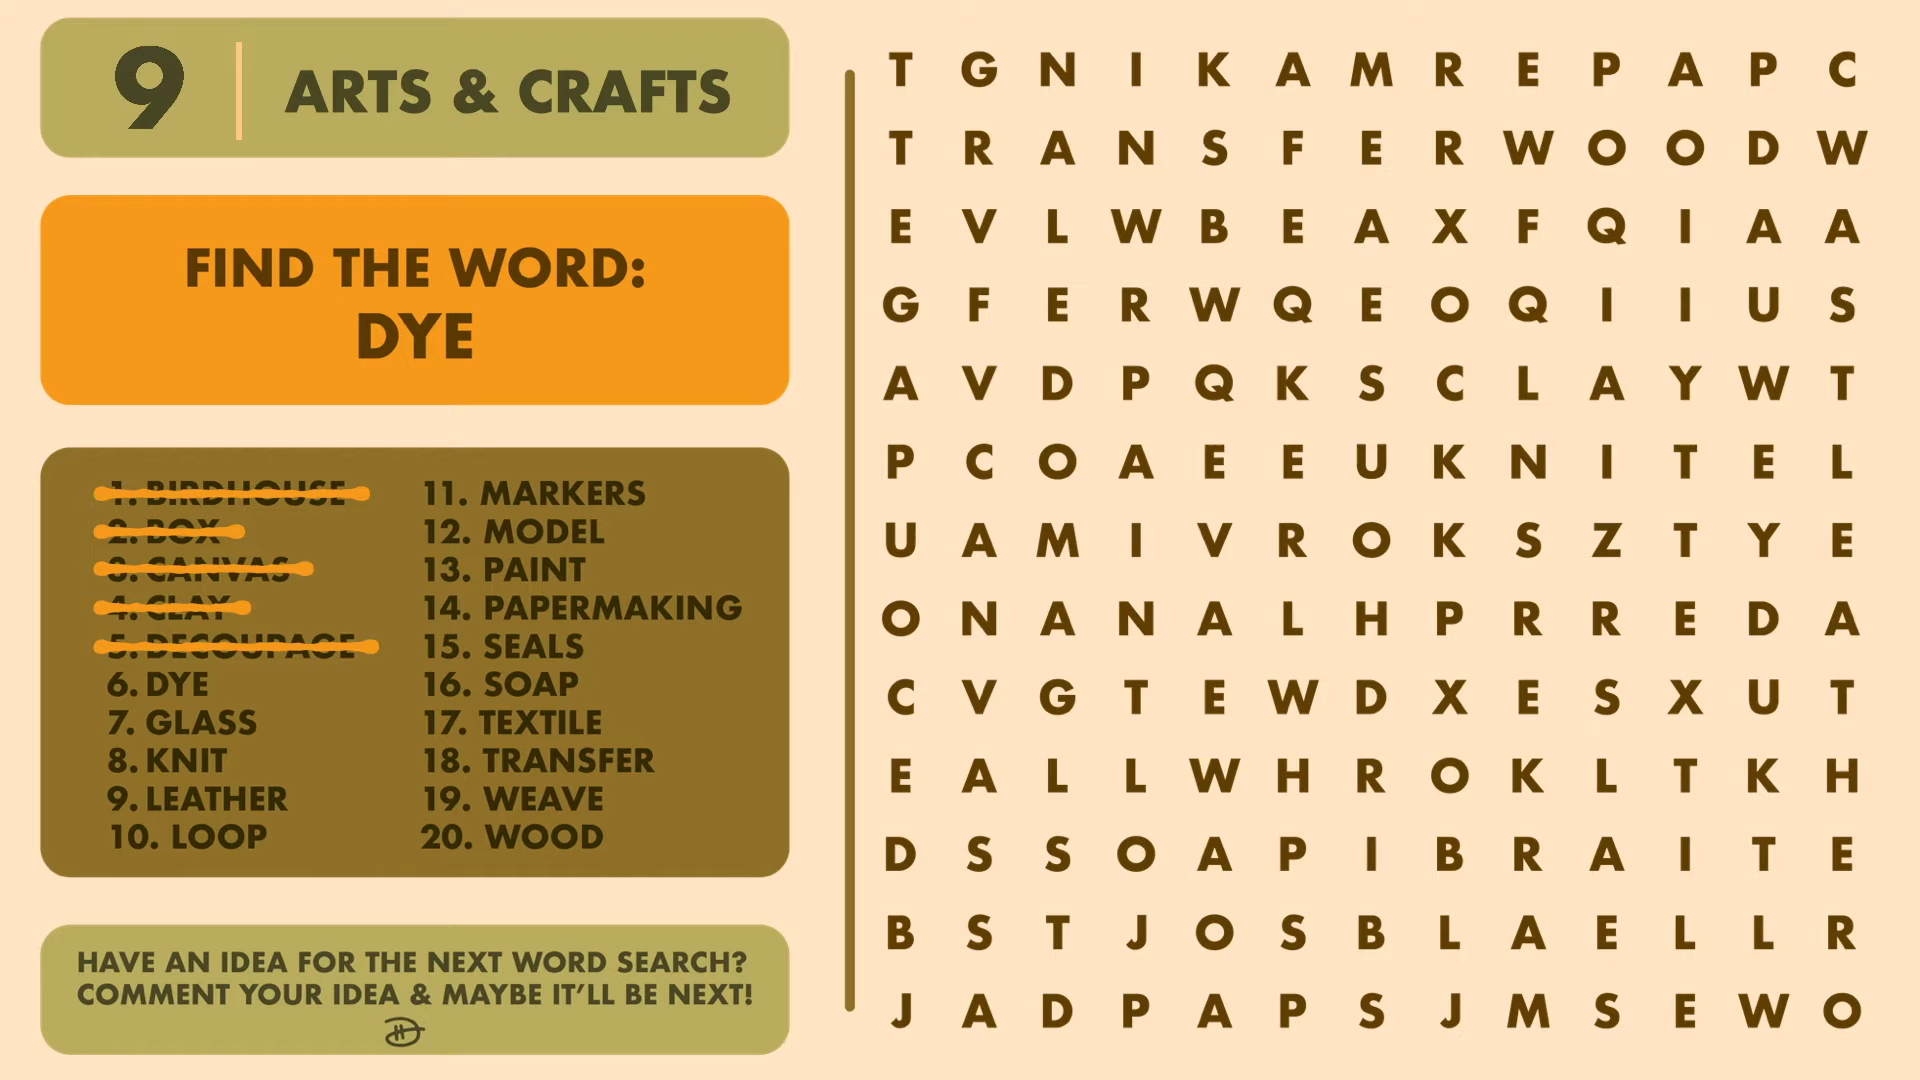 9
ARTS & CRAFTS
FIND THE WORD:
DYE
1. BIRDHOUSE
2. BOX
3. CANVAS
4. CLAY
5. DECOUPAGE
6. DYE
7. GLASS
8. KNIT
9. LEATHER
10. LOOP
11. MARKERS
12. MODEL
13. PAINT
14. PAPERMAKING
15. SEALS
16. SOAP
17. TEXTILE
18. TRANSFER
19. WEAVE
20. WOOD
HAVE AN IDEA FOR THE NEXT WORD SEARCH?
COMMENT YOUR IDEA & MAYBE IT'LL BE NEXT!
T G N I K A M R E P A P C
T R A N S F E R W O O D W
E V L W B E A X F Q I A A
G F E R W Q E O Q I I U S
A V D P Q K S C L A Y W T
P C O A E E U K N I T E L
U A M I V R O K S Z T Y E
O N A N A L H P R R E D A
C V G T E W D X E S X U T
E A L L W H R O K L T K H
D S S O A P I B R A I T E
B S T J O S B L A E L L R
J A D P A P S J M S E W O